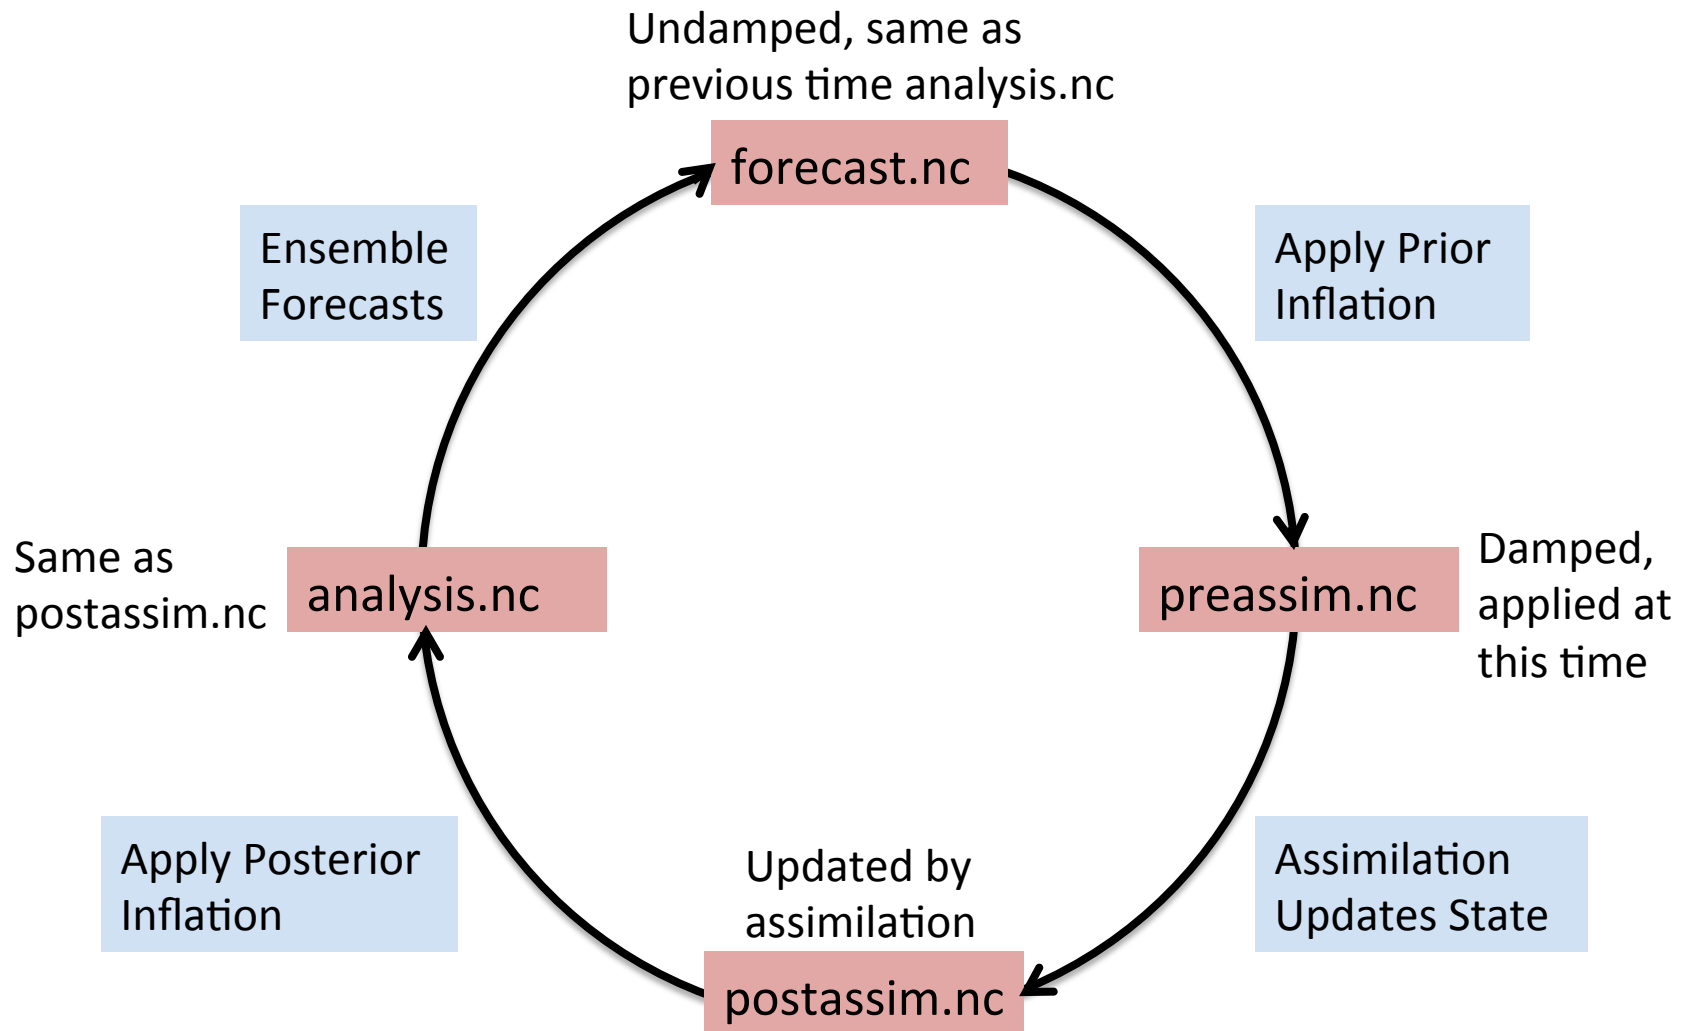 Undamped, same as
previous time analysis.nc
forecast.nc
Ensemble
Forecasts
Apply Prior
Inflation
Same as
postassim.nc
analysis.nc
preassim.nc
Damped,
applied at
this time
Apply Posterior
Inflation
Updated by
assimilation
postassim.nc
Assimilation
Updates State